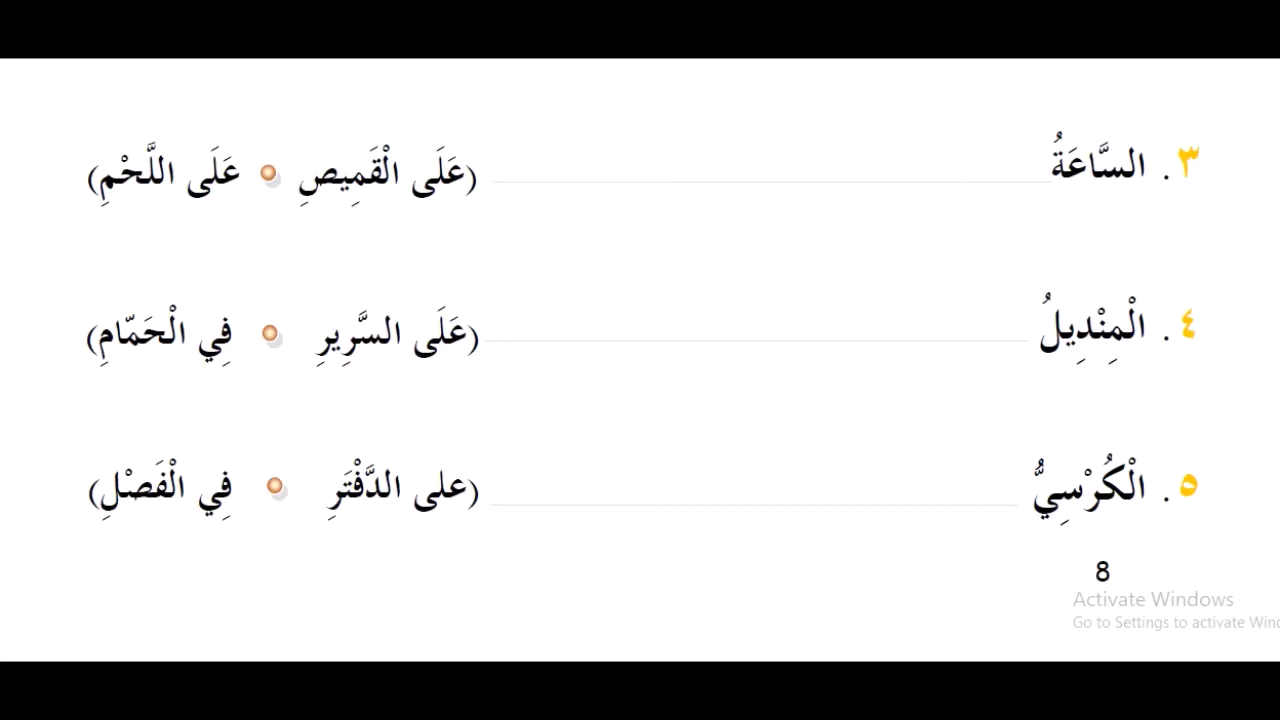 ٣. السَّاعَةُ (عَلَى الْقَمِيصِ • عَلَى اللَّحْمِ)
٤. الْمِنْدِيلُ (عَلَى السَّرِيرِ • فِي الْحَمَّامِ)
٥. الْكُرْسِيُّ (على الدَّفْتَرِ • فِي الْفَصْلِ)
8
Activate Windows
Go to Settings to activate Wind